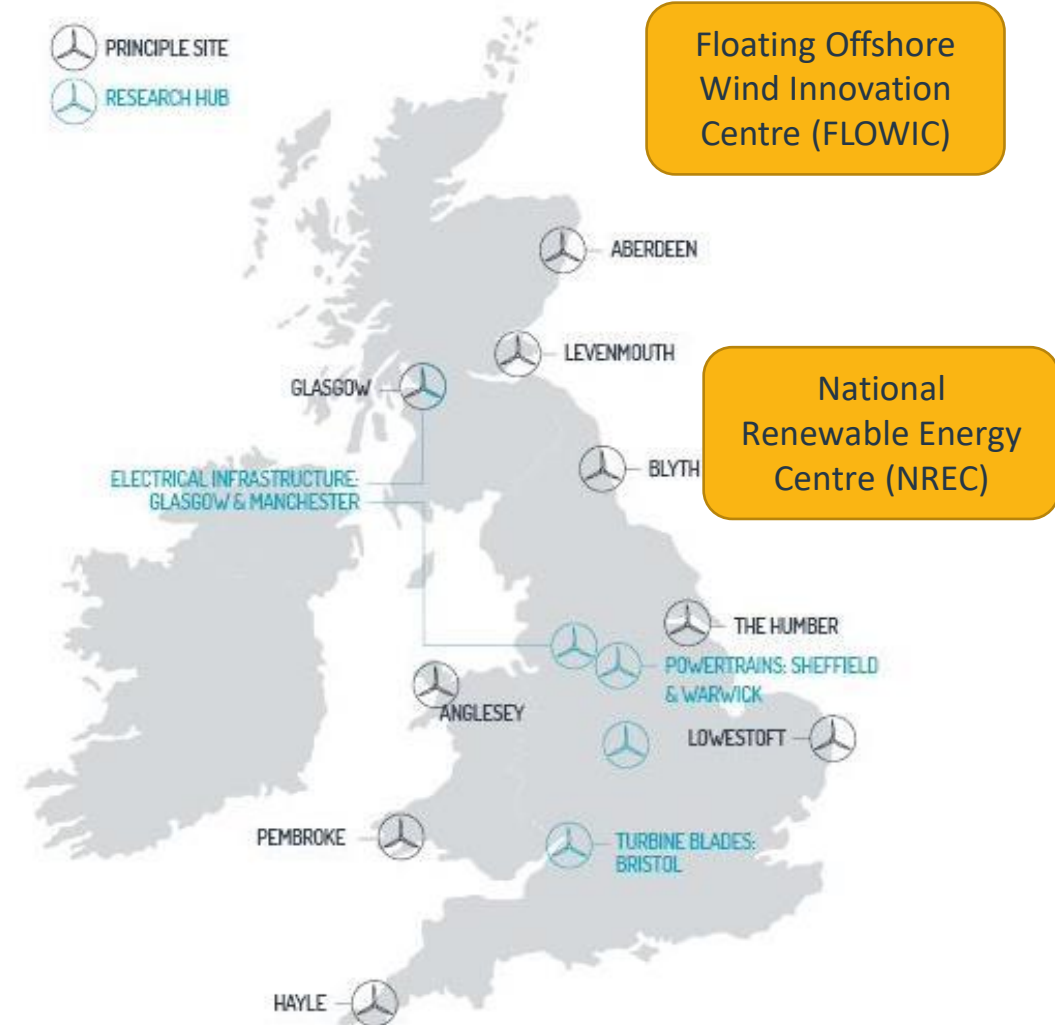 PRINCIPLE SITE
RESEARCH HUB
Floating Offshore
Wind Innovation
Centre (FLOWIC)
ABERDEEN
LEVENMOUTH
GLASGOW
National
Renewable Energy
Centre (NREC)
BLYTH
ELECTRICAL INFRASTRUCTURE:
GLASGOW & MANCHESTER
THE HUMBER
POWERTRAINS: SHEFFIELD
& WARWICK
ANGLESEY
LOWESTOFT
PEMBROKE
TURBINE BLADES:
BRISTOL
HAYLE